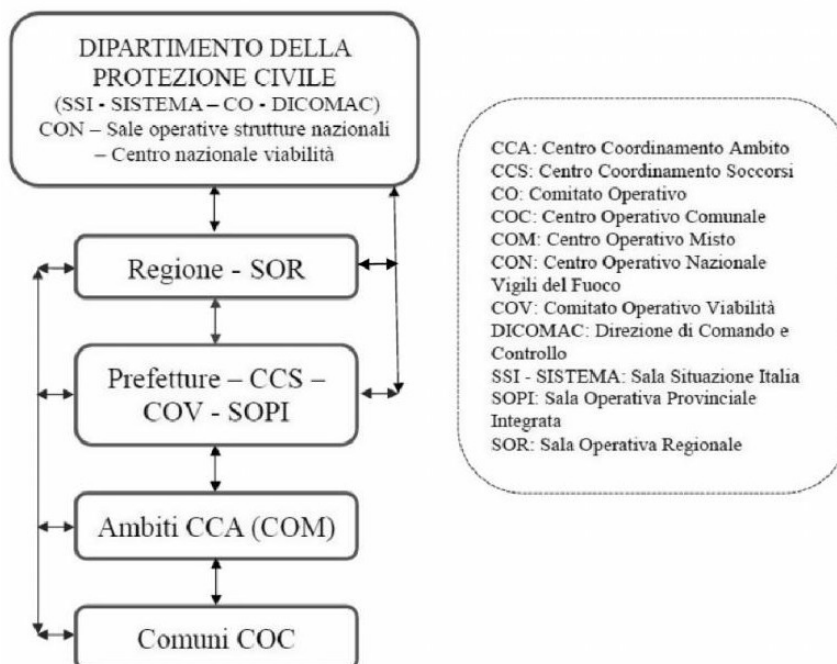 DIPARTIMENTO DELLA
PROTEZIONE CIVILE
(SSI - SISTEMA – CO - DICOMAC)
CON – Sale operative strutture nazionali
– Centro nazionale viabilità
Regione - SOR
Prefetture – CCS –
COV - SOPI
Ambiti CCA (COM)
Comuni COC
CCA: Centro Coordinamento Ambito
CCS: Centro Coordinamento Soccorsi
CO: Comitato Operativo
COC: Centro Operativo Comunale
COM: Centro Operativo Misto
CON: Centro Operativo Nazionale
Vigili del Fuoco
COV: Comitato Operativo Viabilità
DICOMAC: Direzione di Comando e
Controllo
SSI - SISTEMA: Sala Situazione Italia
SOPI: Sala Operativa Provinciale
Integrata
SOR: Sala Operativa Regionale